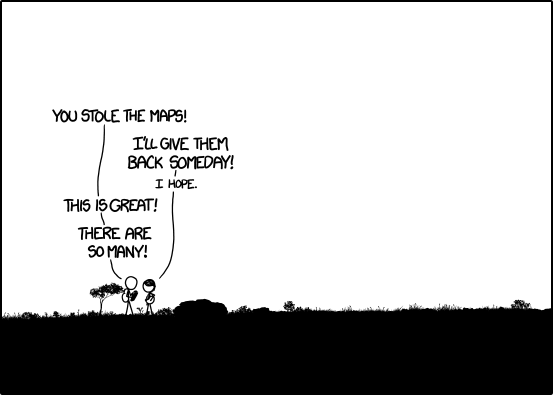 YOU STOLE THE MAPS!
I'LL GIVE THEM
BACK SOMEDAY!
I HOPE.
THIS IS GREAT!
THERE ARE
SO MANY!